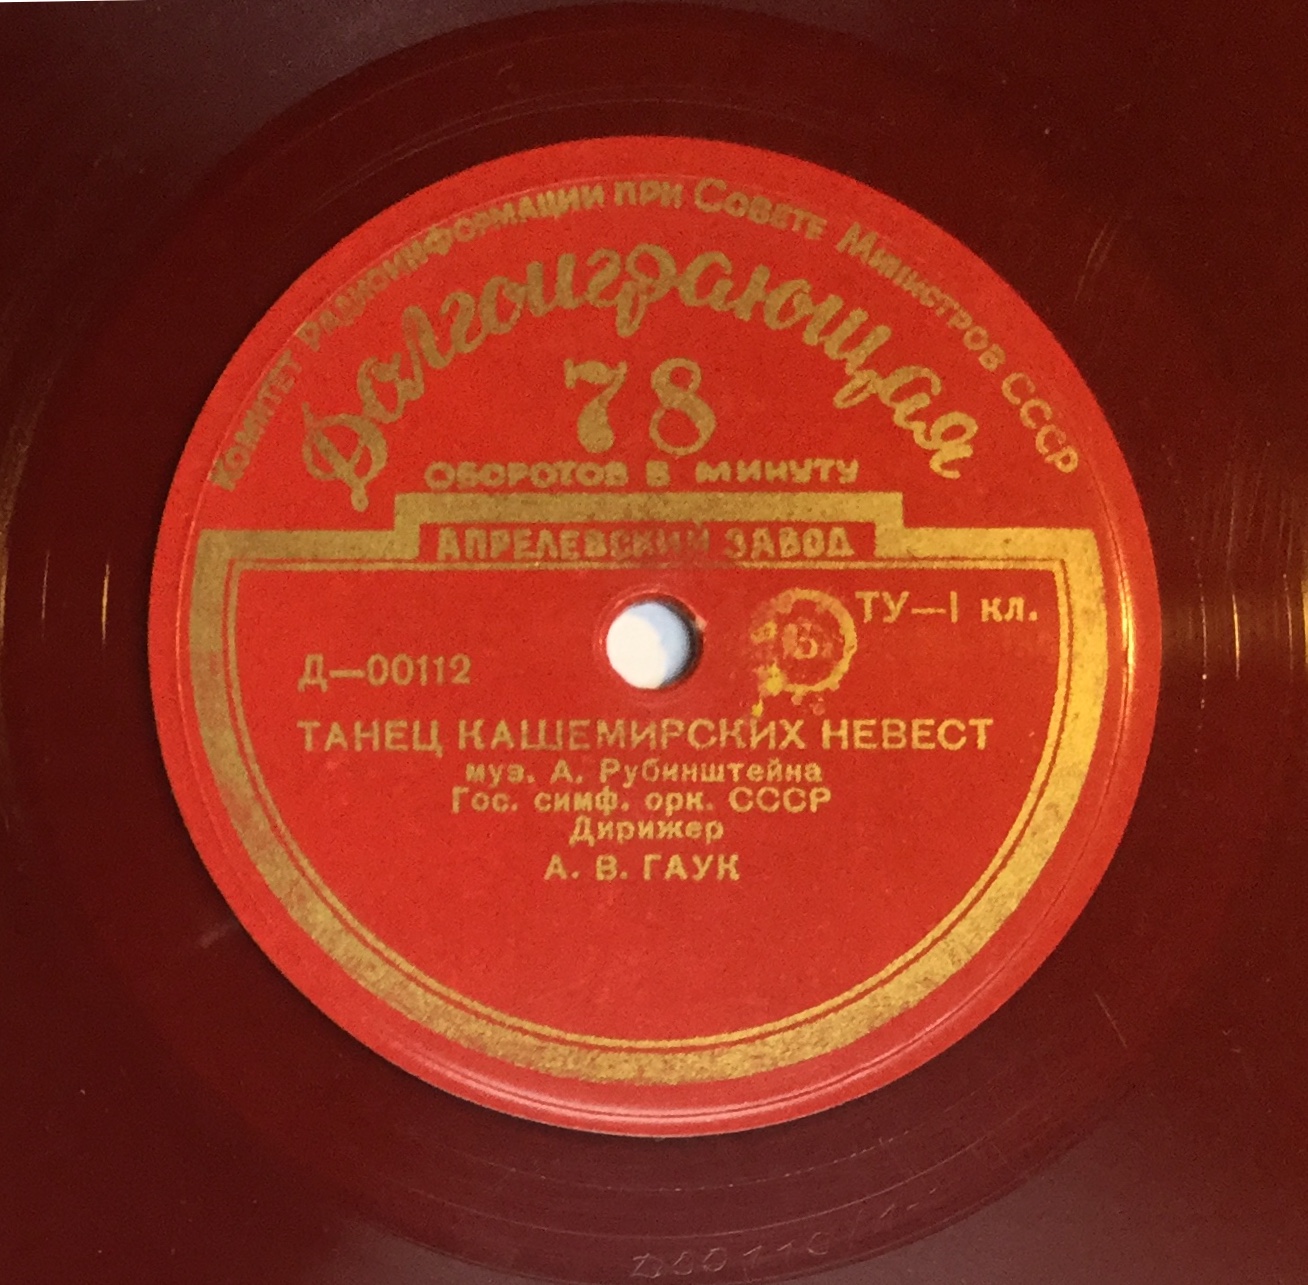 Комитет Радиоинформации при Совете Министров СССР
Долгоиграющая
78
ОБОРОТОВ В МИНУТУ
АПРЕЛЕВСКИЙ ЗАВОД
ТУ—I кл.
Д—00112
ТАНЕЦ КАШЕМИРСКИХ НЕВЕСТ
муз. А. Рубинштейна
Гос. симф. орк. СССР
Дирижер
А. В. ГАУК